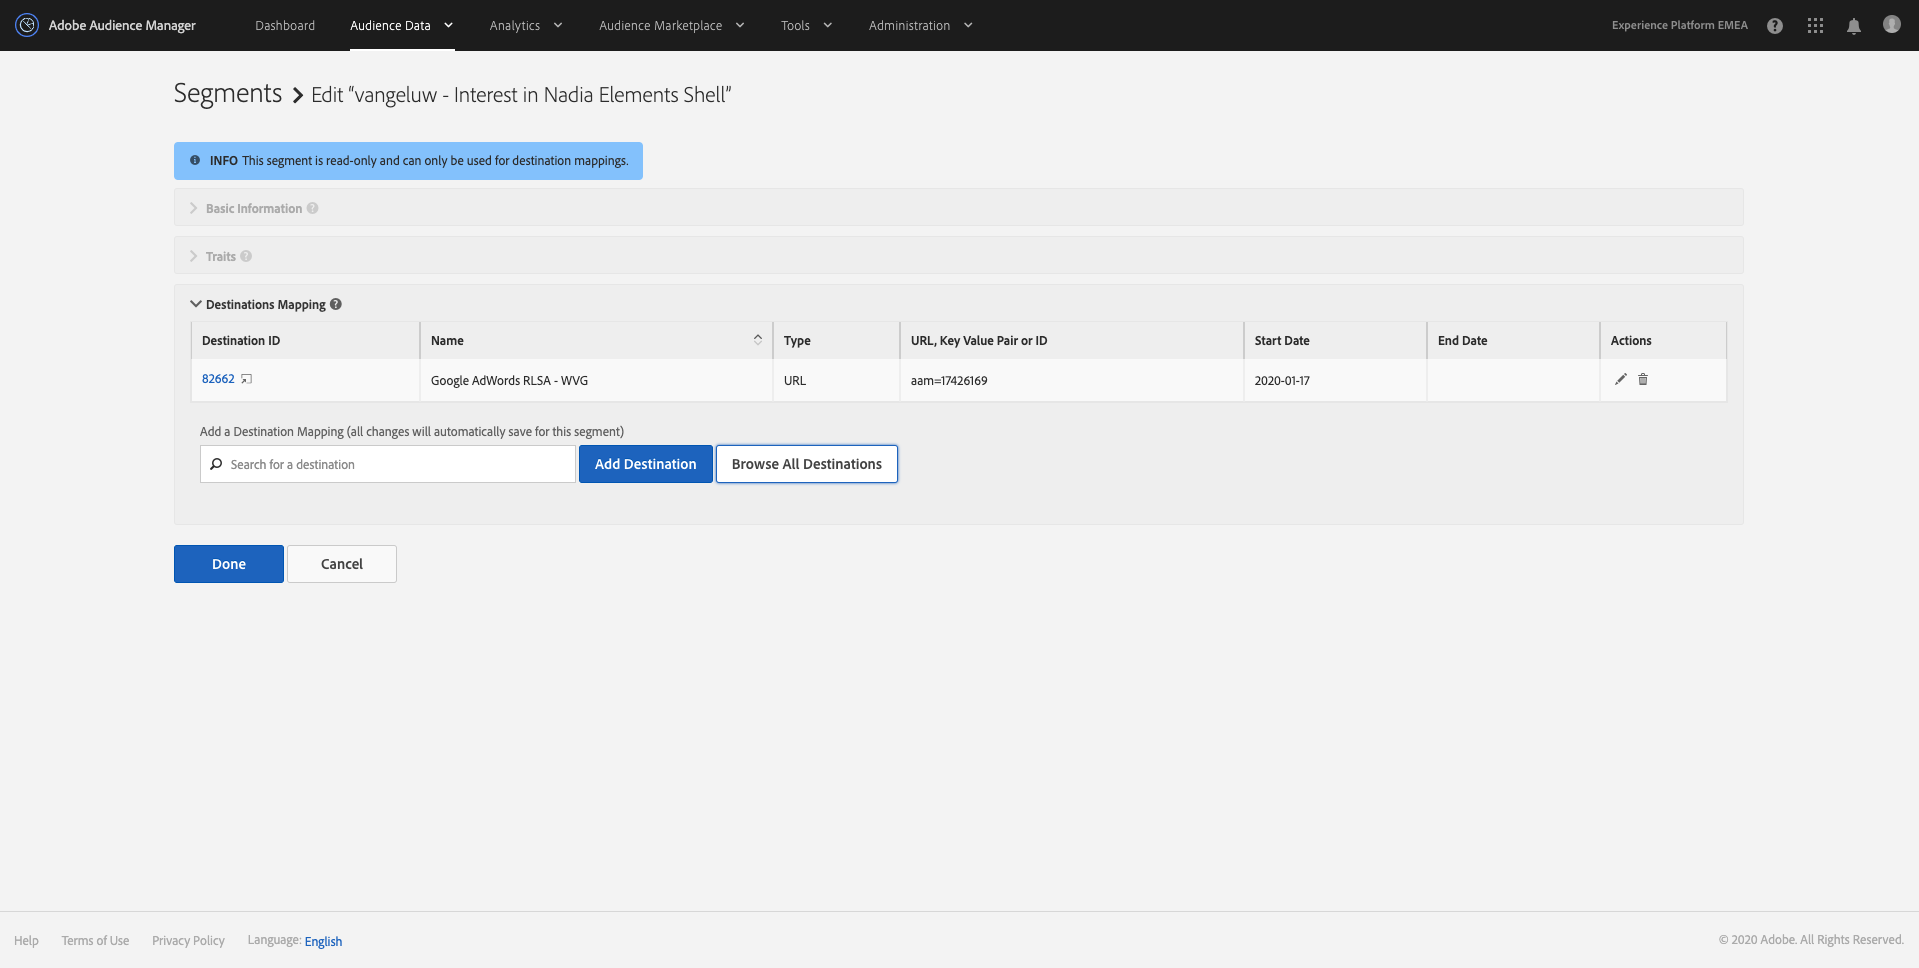 Adobe Audience Manager Dashboard Audience Data Analytics Audience Marketplace Tools Administration Experience Platform EMEA
Segments > Edit “vangeluw - Interest in Nadia Elements Shell”
INFO This segment is read-only and can only be used for destination mappings.
Basic Information
Traits
Destinations Mapping
Destination ID Name Type URL, Key Value Pair or ID Start Date End Date Actions
82662 Google AdWords RLSA - WVG URL aam=17426169 2020-01-17
Add a Destination Mapping (all changes will automatically save for this segment)
Search for a destination Add Destination Browse All Destinations
Done Cancel
Help Terms of Use Privacy Policy Language: English © 2020 Adobe. All Rights Reserved.